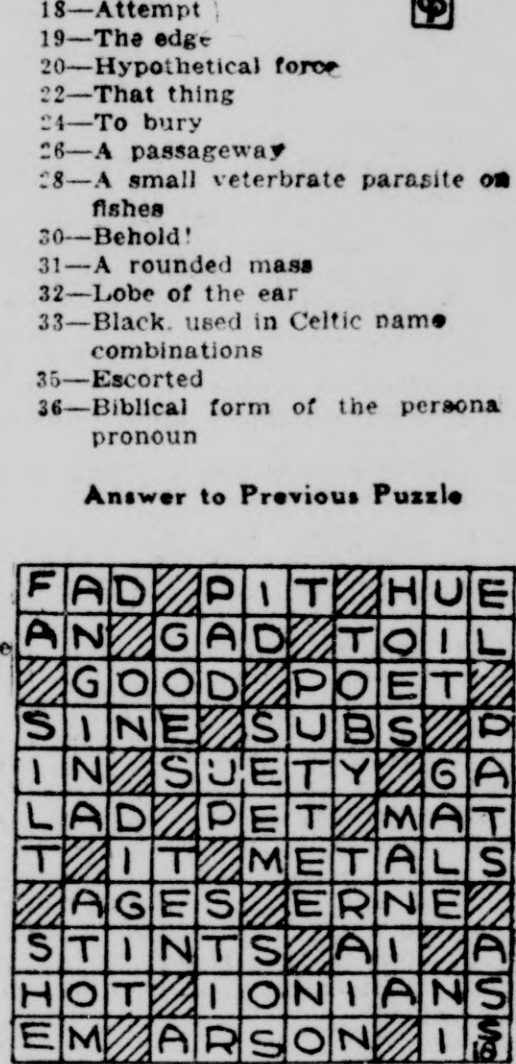 18—Attempt
19—The edge
20—Hypothetical force
22—That thing
24—To bury
26—A passageway
28—A small veterbrate parasite on
fishes
30—Behold!
31—A rounded mass
32—Lobe of the ear
33—Black, used in Celtic name
combinations
35—Escorted
36—Biblical form of the persona
pronoun
Answer to Previous Puzzle
FAD PIT HUE
AN GAD TOIL
GOOD POET
SINE SUBS P
IN SUETY GA
LAD PET MAT
T IT METALS
AGES ERNE
STINTS AI A
HOT IONIANS
EM ARSON IS